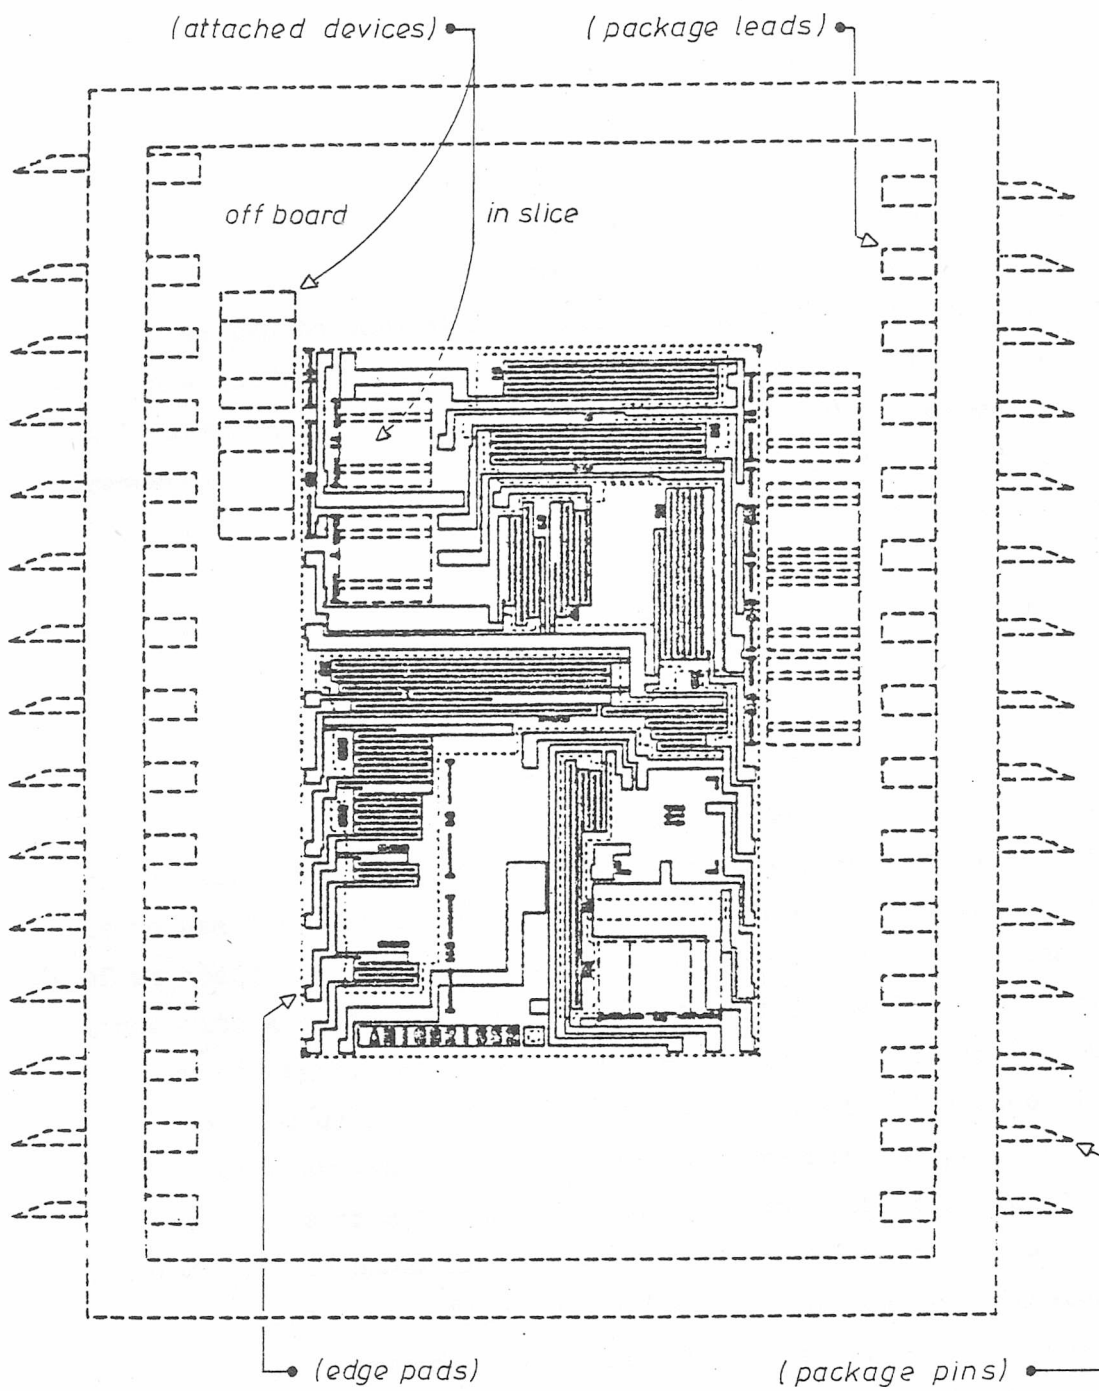 (attached devices)
(package leads)
off board
in slice
(edge pads)
(package pins)